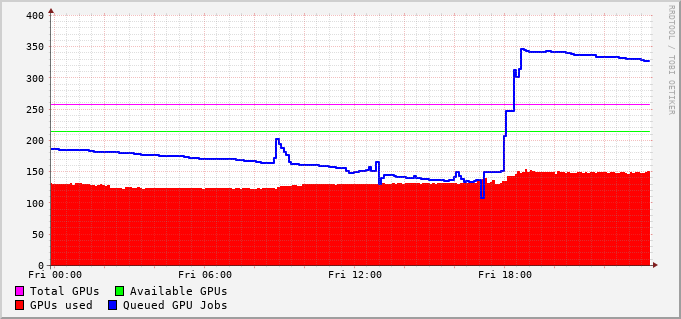 400
350
300
250
200
150
100
50
0
Fri 00:00 Fri 06:00 Fri 12:00 Fri 18:00
Total GPUs Available GPUs
GPUs used Queued GPU Jobs
RRDTOOL / TOBI OETIKER